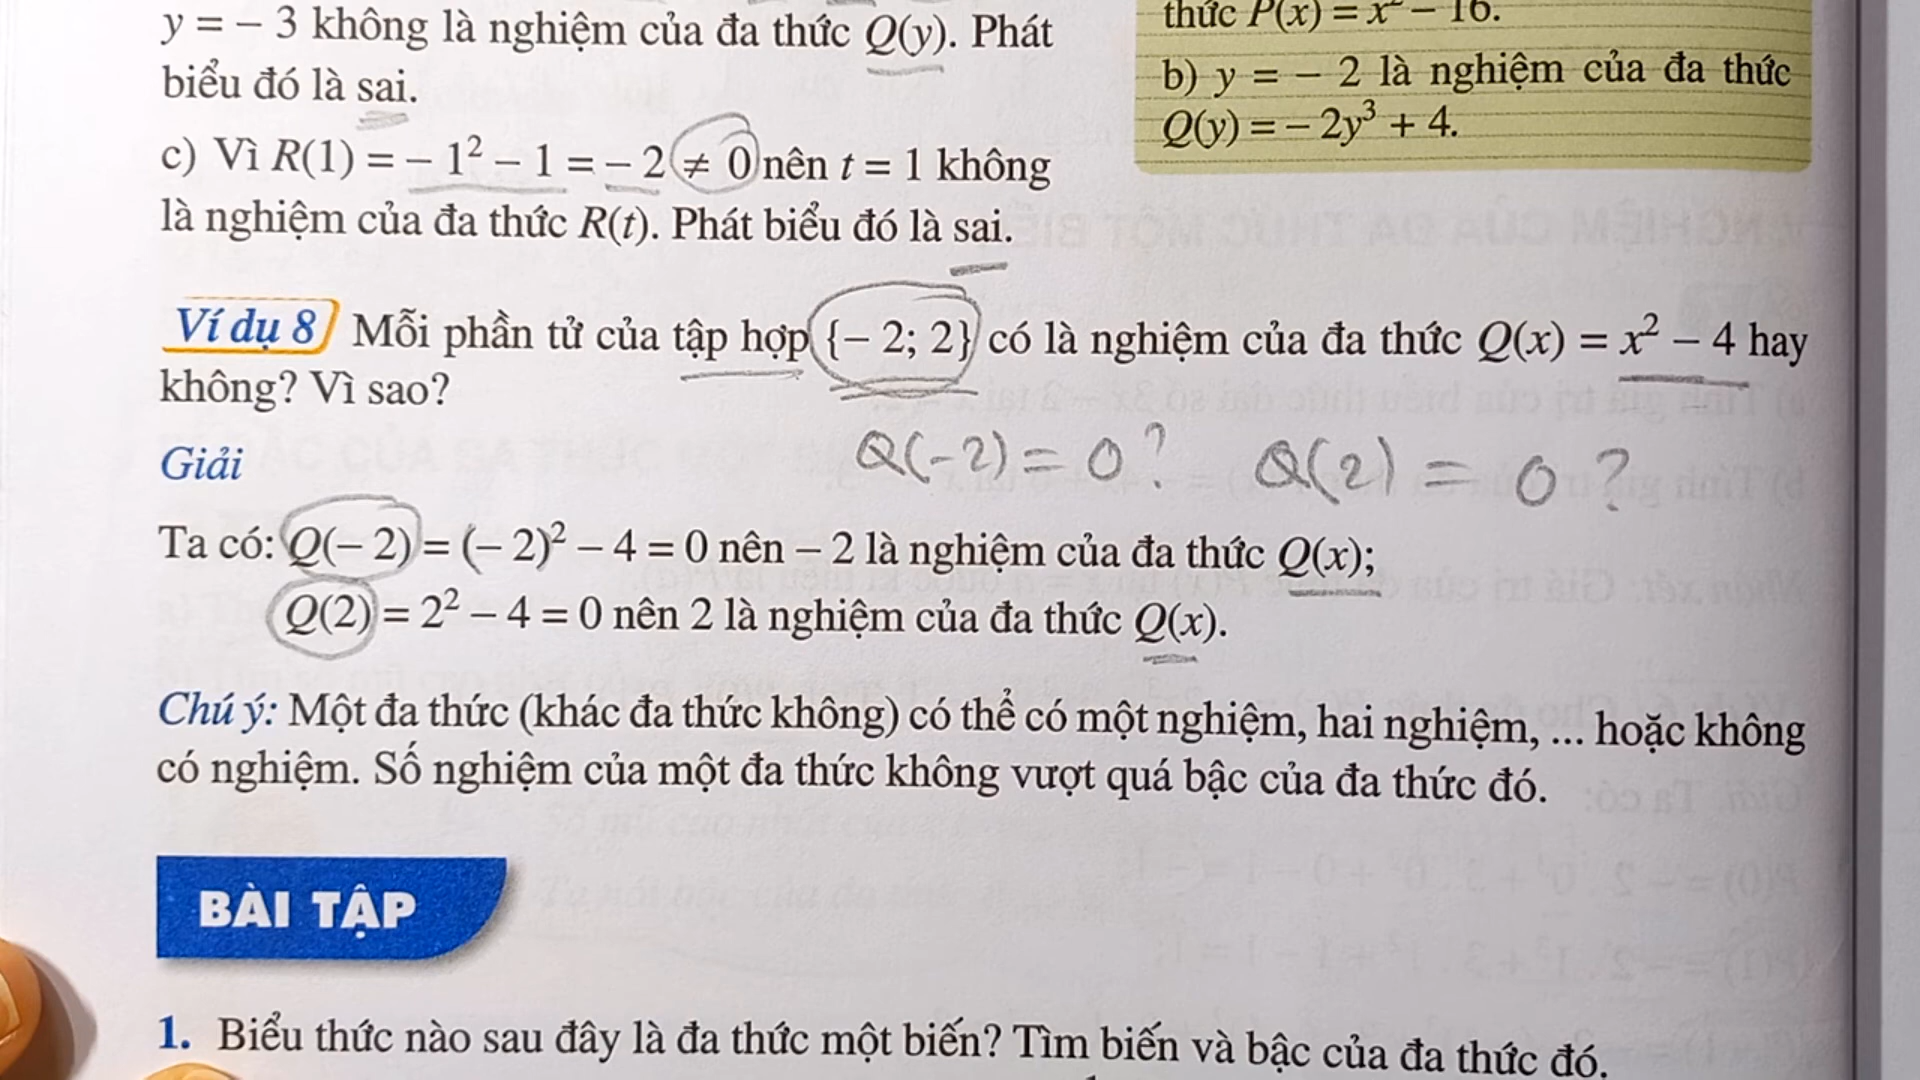 y = – 3 không là nghiệm của đa thức Q(y). Phát
biểu đó là sai.
c) Vì R(1) = – 1² – 1 = – 2 ≠ 0 nên t = 1 không
là nghiệm của đa thức R(t). Phát biểu đó là sai.
thức P(x) = x² – 16.
b) y = – 2 là nghiệm của đa thức
Q(y) = – 2y³ + 4.
Ví dụ 8 Mỗi phần tử của tập hợp {– 2; 2} có là nghiệm của đa thức Q(x) = x² – 4 hay
không? Vì sao?
Q(-2) = 0 ? Q(2) = 0 ?
Giải
Ta có: Q(– 2) = (– 2)² – 4 = 0 nên – 2 là nghiệm của đa thức Q(x);
Q(2) = 2² – 4 = 0 nên 2 là nghiệm của đa thức Q(x).
Chú ý: Một đa thức (khác đa thức không) có thể có một nghiệm, hai nghiệm, ... hoặc không
có nghiệm. Số nghiệm của một đa thức không vượt quá bậc của đa thức đó.
BÀI TẬP
1. Biểu thức nào sau đây là đa thức một biến? Tìm biến và bậc của đa thức đó.